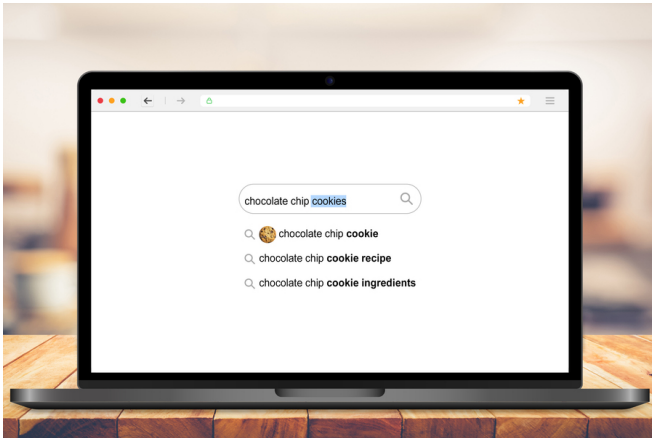 chocolate chip cookies
chocolate chip cookie
chocolate chip cookie recipe
chocolate chip cookie ingredients